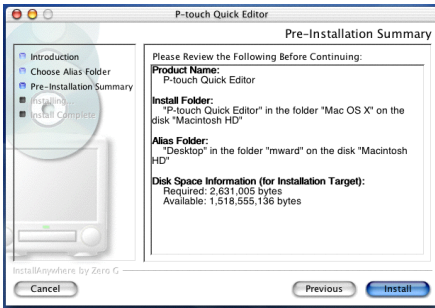 P-touch Quick Editor
Pre-Installation Summary
Introduction
Choose Alias Folder
Pre-Installation Summary
Installing...
Install Complete
Please Review the Following Before Continuing:
Product Name:
P-touch Quick Editor
Install Folder:
"P-touch Quick Editor" in the folder "Mac OS X" on the
disk "Macintosh HD"
Alias Folder:
"Desktop" in the folder "mward" on the disk "Macintosh
HD"
Disk Space Information (for Installation Target):
Required: 2,631,005 bytes
Available: 1,518,555,136 bytes
InstallAnywhere by Zero G
Cancel
Previous
Install